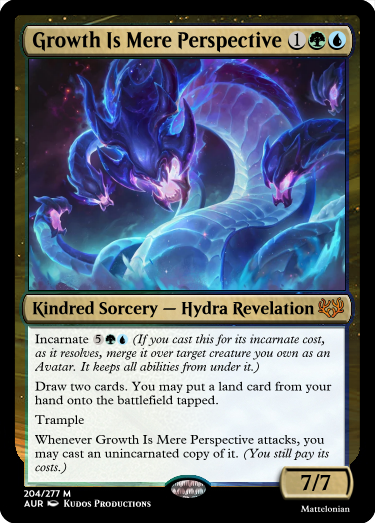 Growth Is Mere Perspective 1
Kindred Sorcery — Hydra Revelation
Incarnate 5 (If you cast this for its incarnate cost,
as it resolves, merge it over target creature you own as an
Avatar. It keeps all abilities from under it.)
Draw two cards. You may put a land card from your
hand onto the battlefield tapped.
Trample
Whenever Growth Is Mere Perspective attacks, you
may cast an unincarnated copy of it. (You still pay its
costs.)
7/7
204/277 M
AUR Kudos Productions
Mattelonian